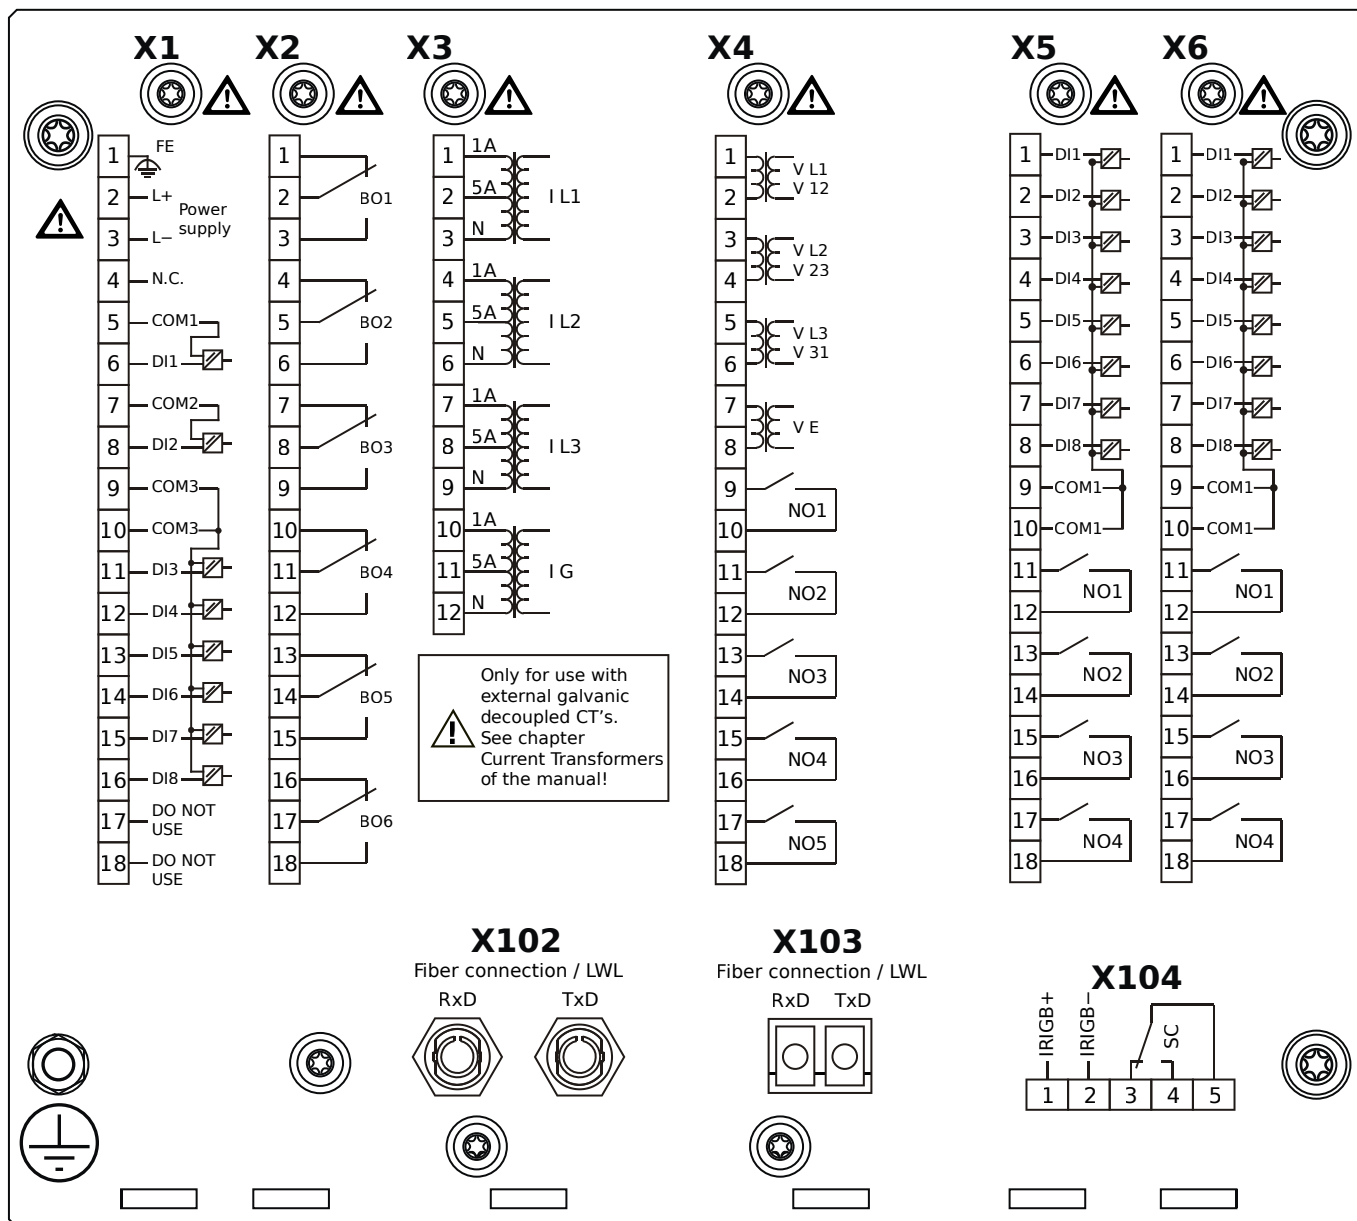 X1 X2 X3 X4 X5 X6
1 FE
2 L+
Power
supply
3 L−
4 N.C.
5 COM1
6 DI1
7 COM2
8 DI2
9 COM3
10 COM3
11 DI3
12 DI4
13 DI5
14 DI6
15 DI7
16 DI8
17 DO NOT
USE
18 DO NOT
USE
1
2 BO1
3
4
5 BO2
6
7
8 BO3
9
10
11 BO4
12
13
14 BO5
15
16
17 BO6
18
1 1A
2 5A I L1
3 N
4 1A
5 5A I L2
6 N
7 1A
8 5A I L3
9 N
10 1A
11 5A I G
12 N
Only for use with
external galvanic
decoupled CT's.
See chapter
Current Transformers
of the manual!
1 V L1
2 V 12
3 V L2
4 V 23
5 V L3
6 V 31
7
V E
8
9
NO1
10
11
NO2
12
13
NO3
14
15
NO4
16
17
NO5
18
1 DI1
2 DI2
3 DI3
4 DI4
5 DI5
6 DI6
7 DI7
8 DI8
9 COM1
10 COM1
11
NO1
12
13
NO2
14
15
NO3
16
17
NO4
18
1 DI1
2 DI2
3 DI3
4 DI4
5 DI5
6 DI6
7 DI7
8 DI8
9 COM1
10 COM1
11
NO1
12
13
NO2
14
15
NO3
16
17
NO4
18
X102
Fiber connection / LWL
RxD TxD
X103
Fiber connection / LWL
RxD TxD
X104
IRIGB+
IRIGB−
SC
1 2 3 4 5